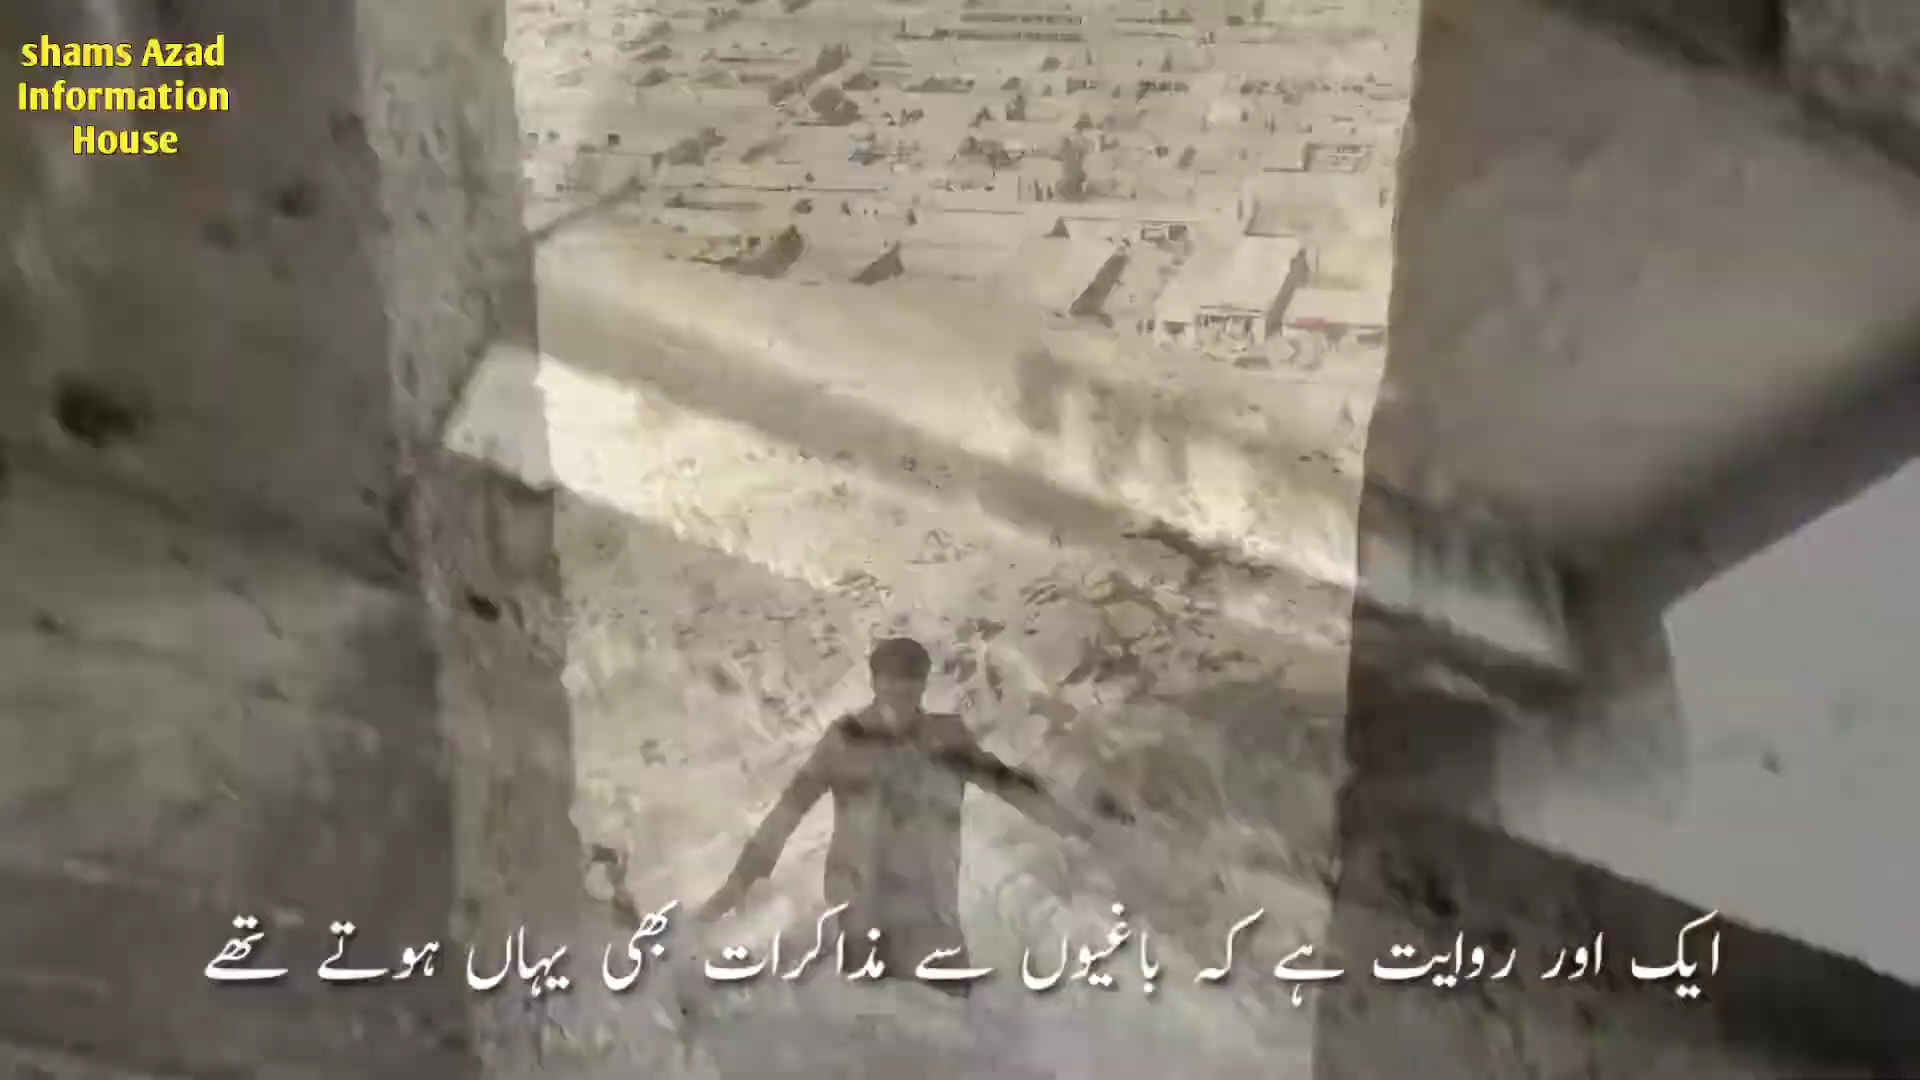 shams Azad
Information
House
ایک اور روایت ہے کہ باغیوں سے مذاکرات بھی یہاں ہوتے تھے